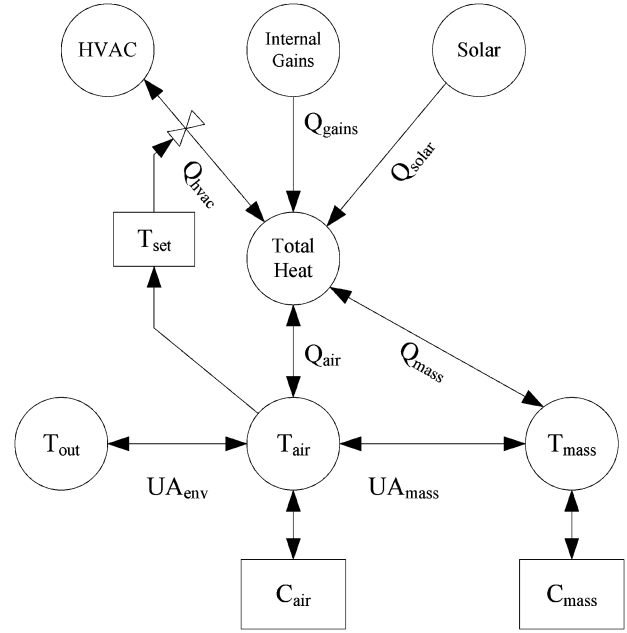 HVAC
Internal
Gains
Solar
Qgains
Qhvac
Qsolar
Tset
Total
Heat
Qair
Qmass
Tout
Tair
Tmass
UAenv
UAmass
Cair
Cmass